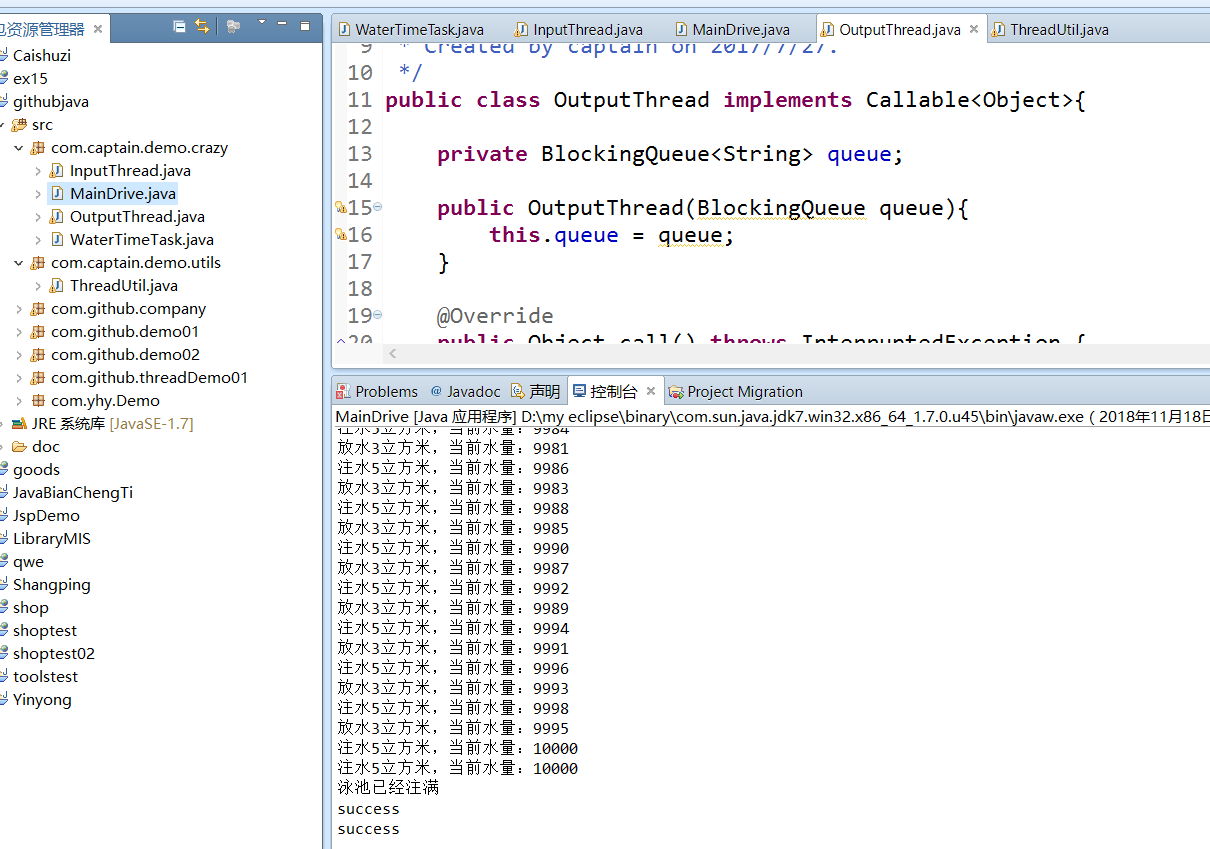 包资源管理器
Caishuzi
ex15
githubjava
src
com.captain.demo.crazy
InputThread.java
MainDrive.java
OutputThread.java
WaterTimeTask.java
com.captain.demo.utils
ThreadUtil.java
com.github.company
com.github.demo01
com.github.demo02
com.github.threadDemo01
com.yhy.Demo
JRE 系统库 [JavaSE-1.7]
doc
goods
JavaBianChengTi
JspDemo
LibraryMIS
qwe
Shangping
shop
shoptest
shoptest02
toolstest
Yinyong
WaterTimeTask.java InputThread.java MainDrive.java OutputThread.java ThreadUtil.java
9 * Created by captain on 2017/7/27.
10 */
11 public class OutputThread implements Callable<Object>{
12
13 private BlockingQueue<String> queue;
14
15 public OutputThread(BlockingQueue queue){
16 this.queue = queue;
17 }
18
19 @Override
20 public Object call() throws InterruptedException {
Problems @ Javadoc 声明 控制台 Project Migration
MainDrive [Java 应用程序] D:\my eclipse\binary\com.sun.java.jdk7.win32.x86_64_1.7.0.u45\bin\javaw.exe ( 2018年11月18日
注水5立方米，当前水量：9984
放水3立方米，当前水量：9981
注水5立方米，当前水量：9986
放水3立方米，当前水量：9983
注水5立方米，当前水量：9988
放水3立方米，当前水量：9985
注水5立方米，当前水量：9990
放水3立方米，当前水量：9987
注水5立方米，当前水量：9992
放水3立方米，当前水量：9989
注水5立方米，当前水量：9994
放水3立方米，当前水量：9991
注水5立方米，当前水量：9996
放水3立方米，当前水量：9993
注水5立方米，当前水量：9998
放水3立方米，当前水量：9995
注水5立方米，当前水量：10000
注水5立方米，当前水量：10000
泳池已经注满
success
success